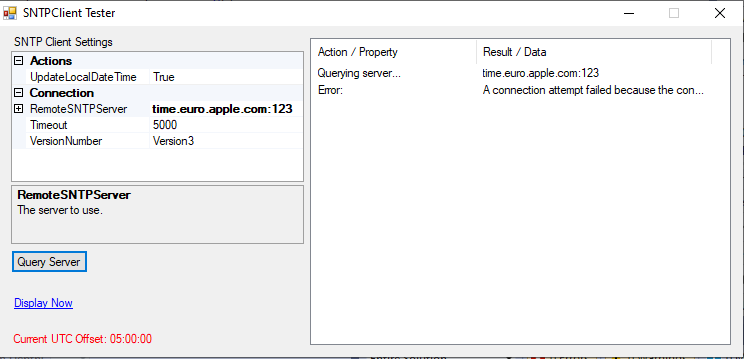 SNTPClient Tester
SNTP Client Settings
Actions
UpdateLocalDateTime True
Connection
RemoteSNTPServer time.euro.apple.com:123
Timeout 5000
VersionNumber Version3
RemoteSNTPServer
The server to use.
Query Server
Display Now
Current UTC Offset: 05:00:00
Action / Property Result / Data
Querying server... time.euro.apple.com:123
Error: A connection attempt failed because the con...